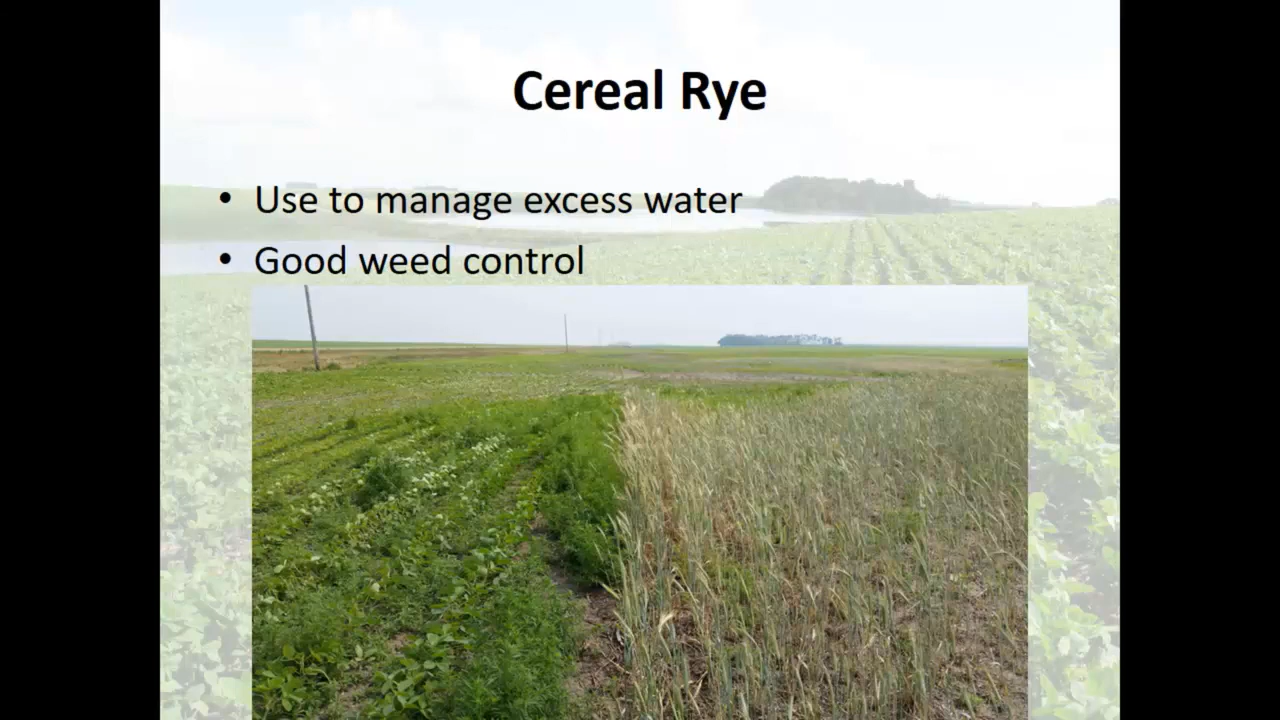 Cereal Rye
• Use to manage excess water
• Good weed control